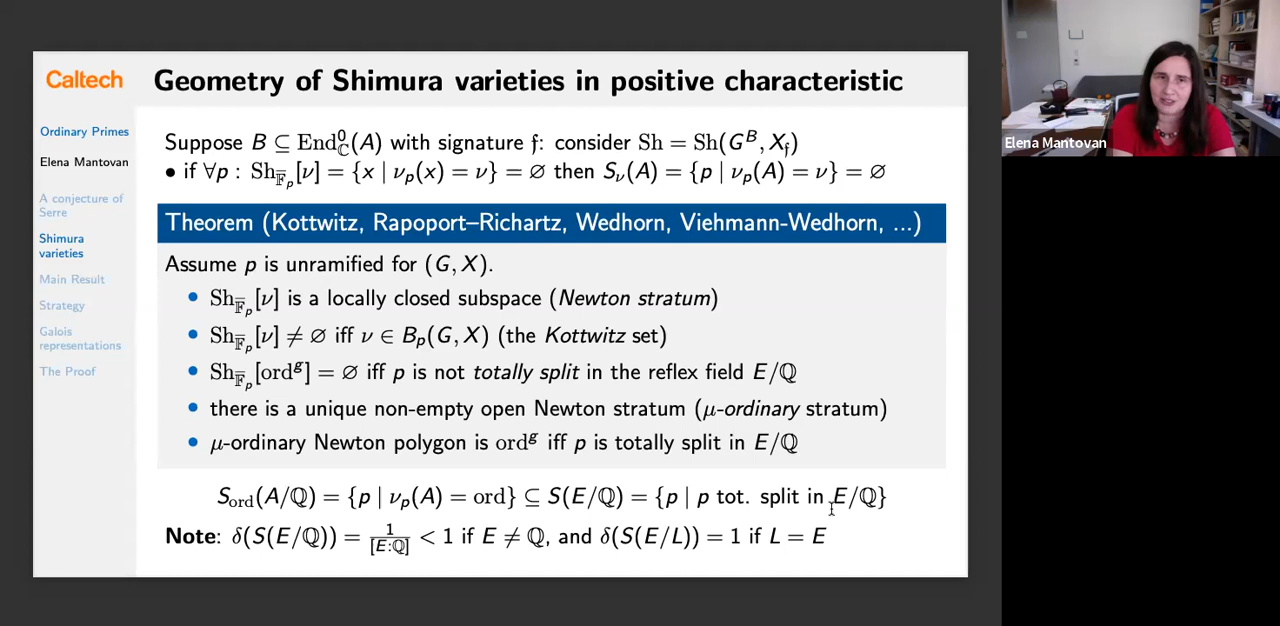 Caltech
Ordinary Primes
Elena Mantovan
A conjecture of
Serre
Shimura
varieties
Main Result
Strategy
Galois
representations
The Proof
Geometry of Shimura varieties in positive characteristic
Suppose B ⊆ End⁰_ℂ(A) with signature 𝔣: consider Sh = Sh(G^B, X_𝔣)
• if ∀p : Sh_{𝔽̄_p}[ν] = {x | ν_p(x) = ν} = ∅ then S_ν(A) = {p | ν_p(A) = ν} = ∅
Theorem (Kottwitz, Rapoport–Richartz, Wedhorn, Viehmann-Wedhorn, ...)
Assume p is unramified for (G, X).
• Sh_{𝔽̄_p}[ν] is a locally closed subspace (Newton stratum)
• Sh_{𝔽̄_p}[ν] ≠ ∅ iff ν ∈ B_p(G, X) (the Kottwitz set)
• Sh_{𝔽̄_p}[ord^g] = ∅ iff p is not totally split in the reflex field E/ℚ
• there is a unique non-empty open Newton stratum (μ-ordinary stratum)
• μ-ordinary Newton polygon is ord^g iff p is totally split in E/ℚ
S_ord(A/ℚ) = {p | ν_p(A) = ord} ⊆ S(E/ℚ) = {p | p tot. split in E/ℚ}
Note: δ(S(E/ℚ)) = 1/[E:ℚ] < 1 if E ≠ ℚ, and δ(S(E/L)) = 1 if L = E
Elena Mantovan